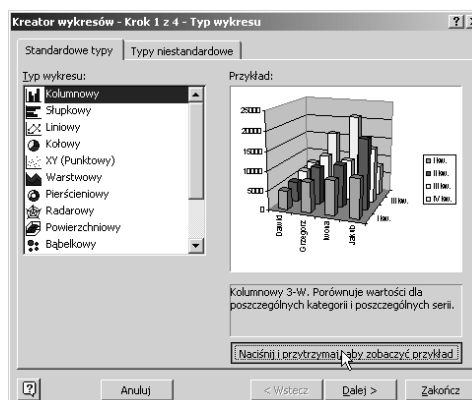 Kreator wykresów - Krok 1 z 4 - Typ wykresu
Standardowe typy
Typy niestandardowe
Typ wykresu:
Kolumnowy
Słupkowy
Liniowy
Kołowy
XY (Punktowy)
Warstwowy
Pierścieniowy
Radarowy
Powierzchniowy
Bąbelkowy
Przykład:
25000
20000
15000
10000
5000
0
Dawid
Grzegorz
Iwona
Jakub
I kw.
III kw.
I kw.
II kw.
III kw.
IV kw.
Kolumnowy 3-W. Porównuje wartości dla
poszczególnych kategorii i poszczególnych serii.
Naciśnij i przytrzymaj, aby zobaczyć przykład
Anuluj
< Wstecz
Dalej >
Zakończ